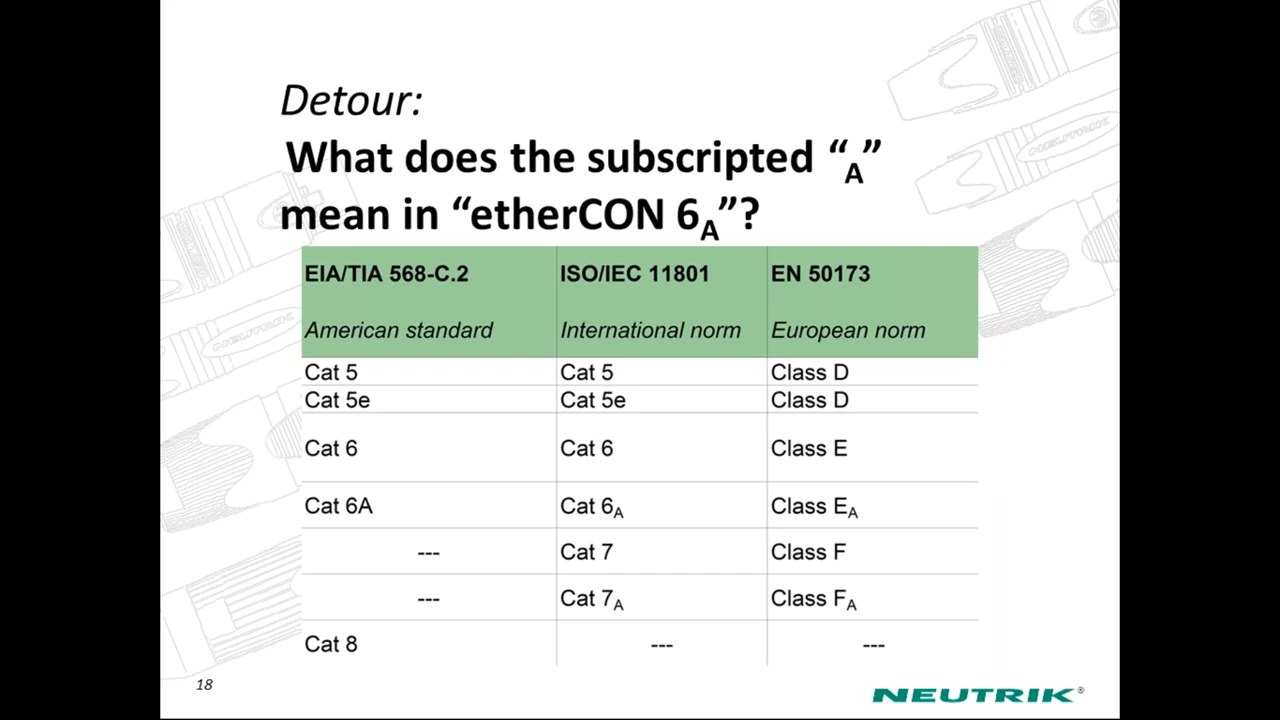 Detour:
What does the subscripted “A”
mean in “etherCON 6A”?
EIA/TIA 568-C.2 ISO/IEC 11801 EN 50173
American standard International norm European norm
Cat 5 Cat 5 Class D
Cat 5e Cat 5e Class D
Cat 6 Cat 6 Class E
Cat 6A Cat 6A Class EA
--- Cat 7 Class F
--- Cat 7A Class FA
Cat 8 --- ---
18
NEUTRIK®
NEUTRIK
NEUTRIK